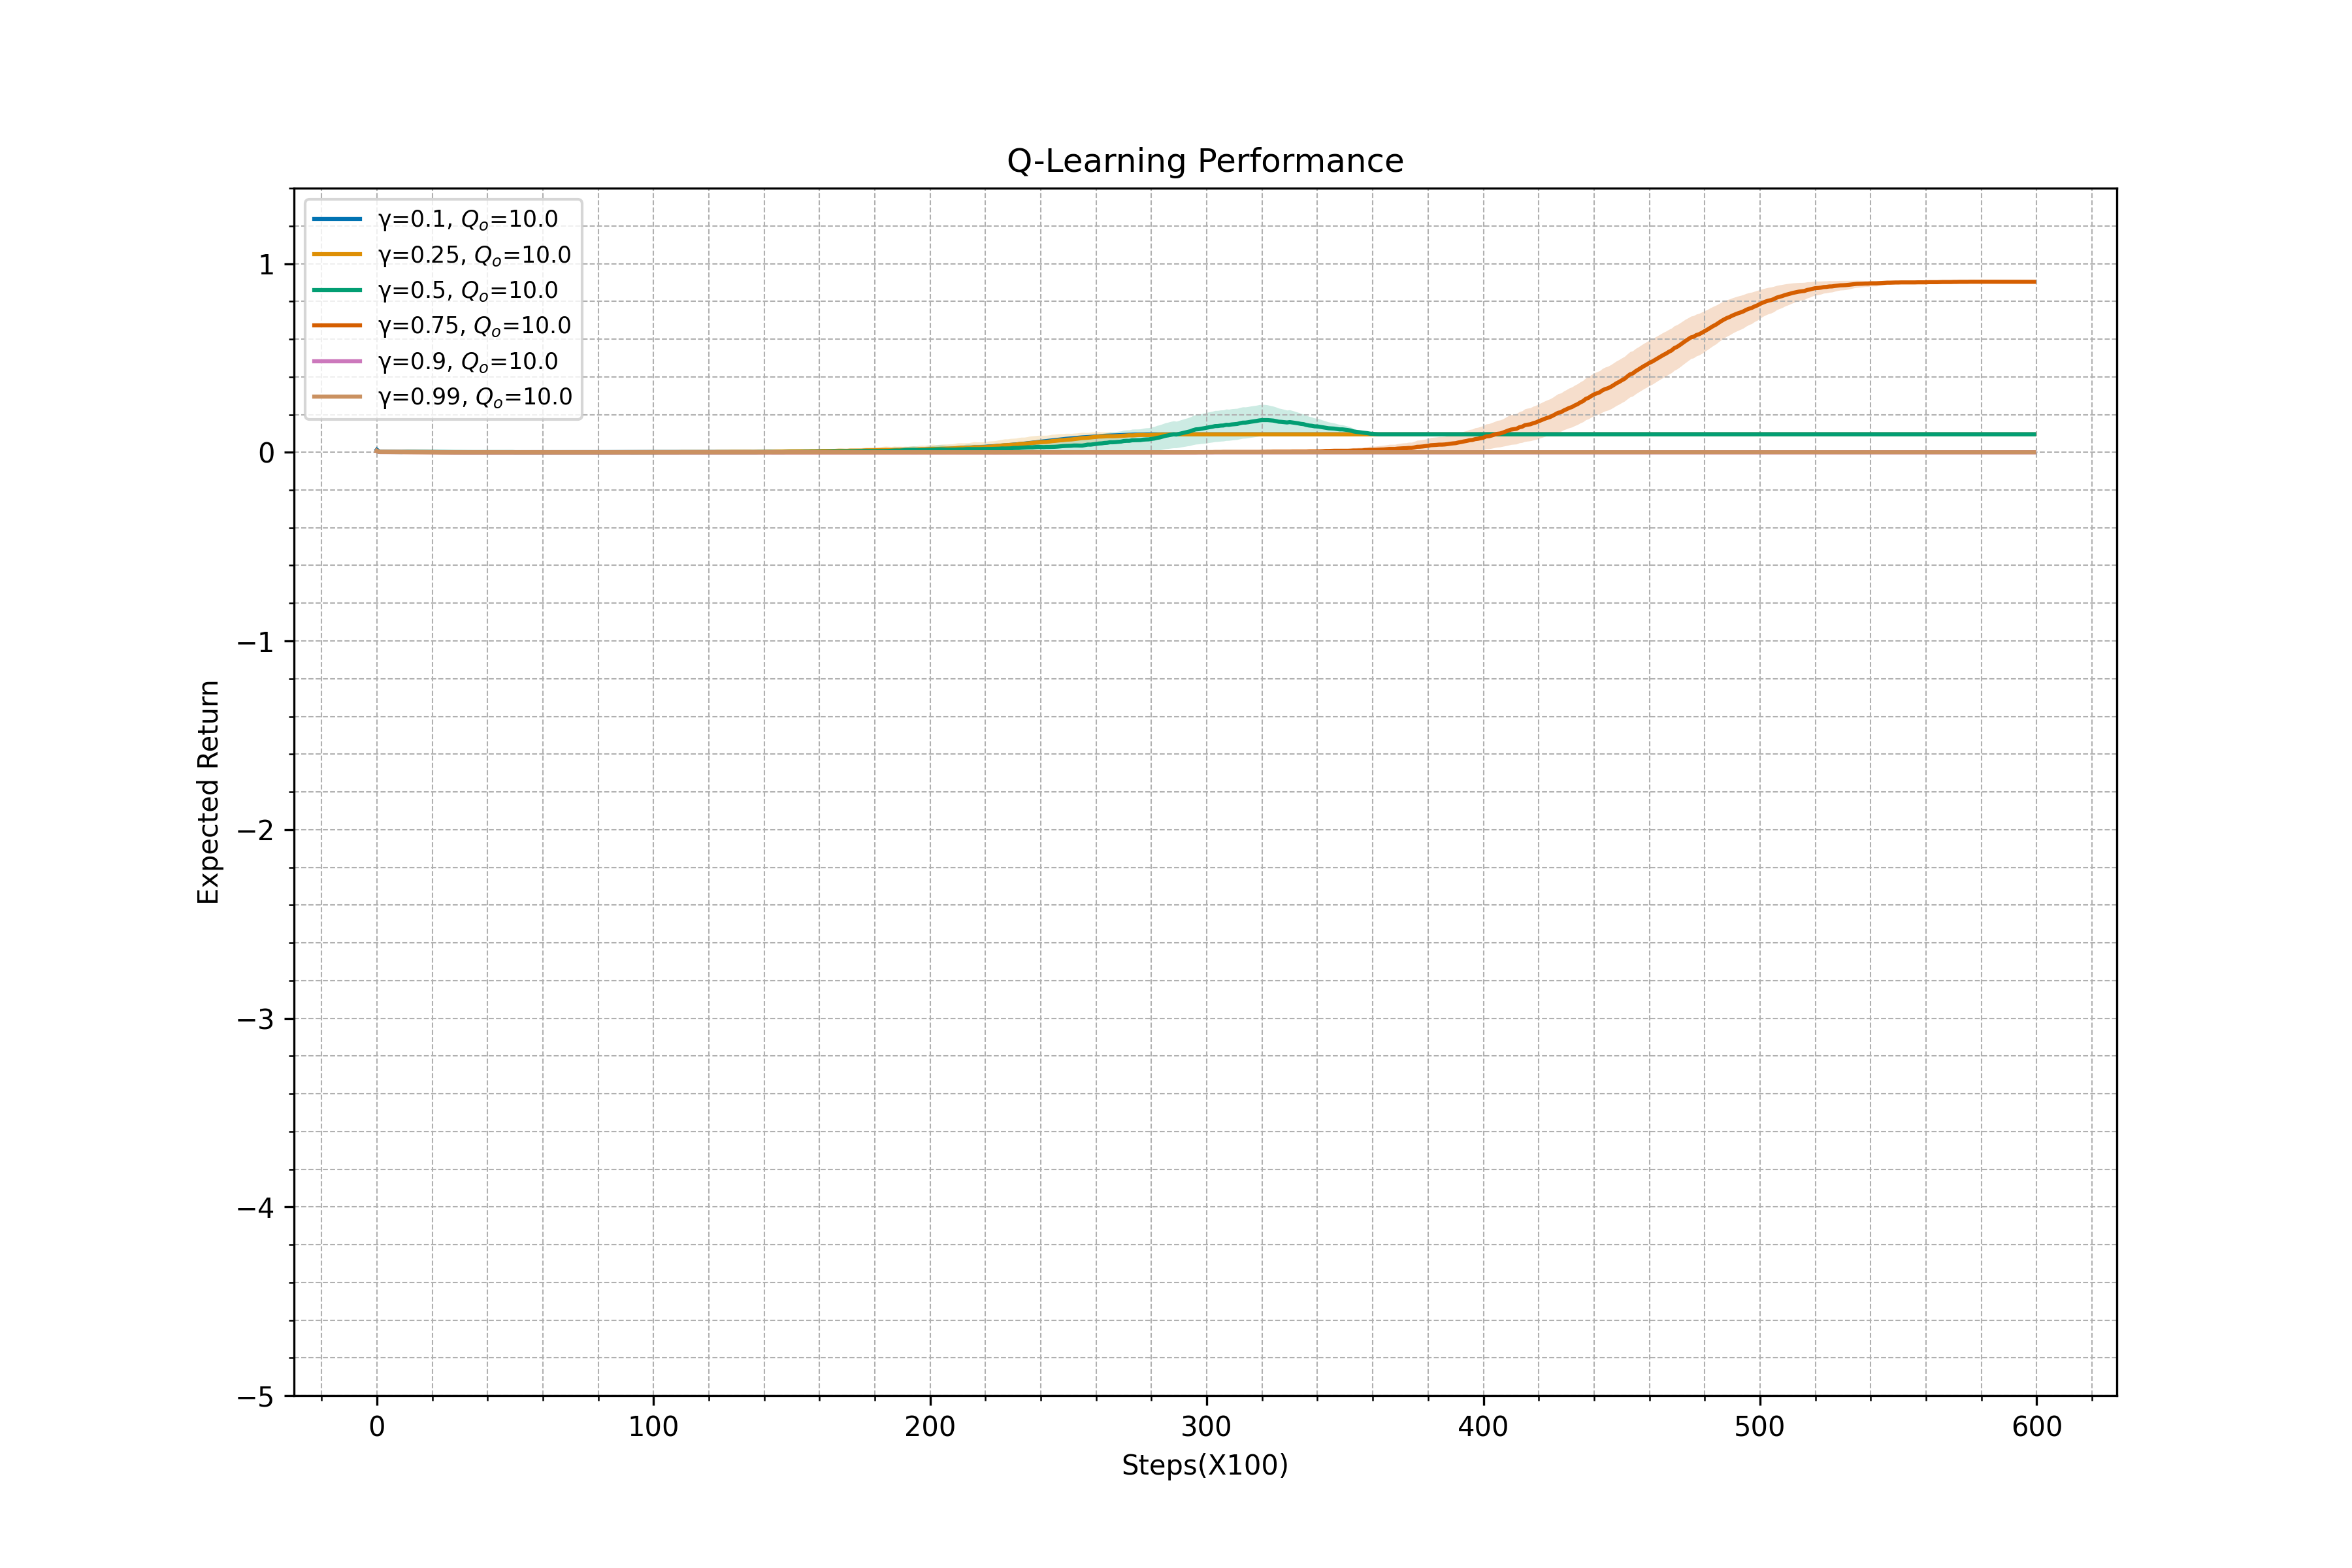 Q-Learning Performance
γ=0.1, Qₒ=10.0
γ=0.25, Qₒ=10.0
γ=0.5, Qₒ=10.0
γ=0.75, Qₒ=10.0
γ=0.9, Qₒ=10.0
γ=0.99, Qₒ=10.0
1
0
−1
−2
−3
−4
−5
Expected Return
0 100 200 300 400 500 600
Steps(X100)